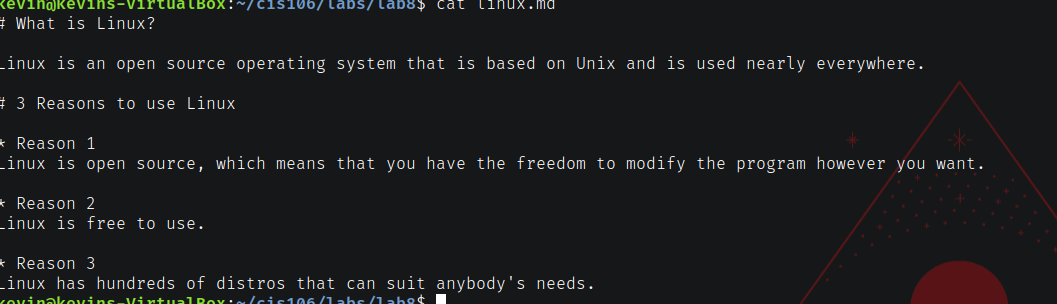 kevin@kevins-VirtualBox:~/cis106/labs/lab8$ cat linux.md
# What is Linux?
Linux is an open source operating system that is based on Unix and is used nearly everywhere.
# 3 Reasons to use Linux
* Reason 1
Linux is open source, which means that you have the freedom to modify the program however you want.
* Reason 2
Linux is free to use.
* Reason 3
Linux has hundreds of distros that can suit anybody's needs.
kevin@kevins-VirtualBox:~/cis106/labs/lab8$